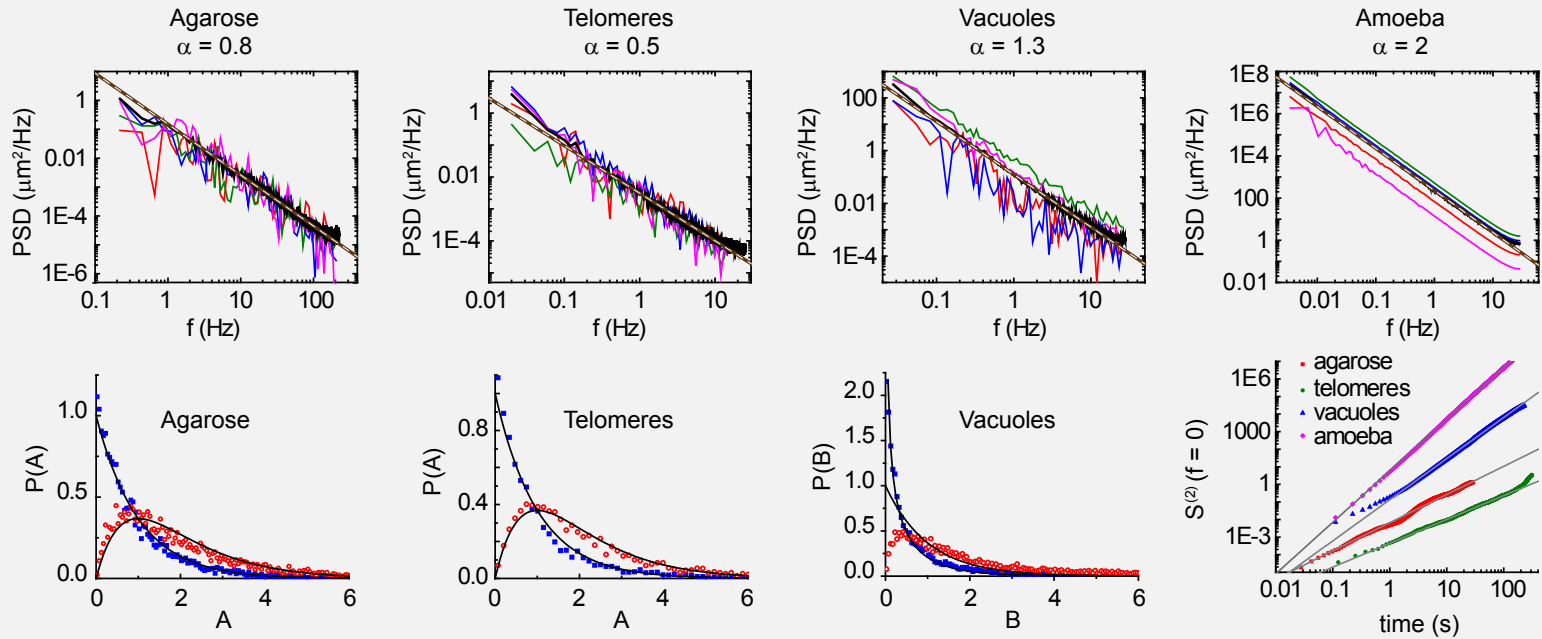 Agarose
α = 0.8
PSD (μm²/Hz)
1
0.01
1E-4
1E-6
0.1 1 10 100
f (Hz)
Telomeres
α = 0.5
PSD (μm²/Hz)
1
0.01
1E-4
0.01 0.1 1 10
f (Hz)
Vacuoles
α = 1.3
PSD (μm²/Hz)
100
1
0.01
1E-4
0.1 1 10
f (Hz)
Amoeba
α = 2
PSD (μm²/Hz)
1E8
1E6
1E4
100
1
0.01
0.01 0.1 1 10
f (Hz)
Agarose
P(A)
1.0
0.5
0.0
0 2 4 6
A
Telomeres
P(A)
0.8
0.4
0.0
0 2 4 6
A
Vacuoles
P(B)
2.0
1.5
1.0
0.5
0.0
0 2 4 6
B
agarose
telomeres
vacuoles
amoeba
S⁽²⁾ (f = 0)
1E6
1000
1
1E-3
0.01 0.1 1 10 100
time (s)